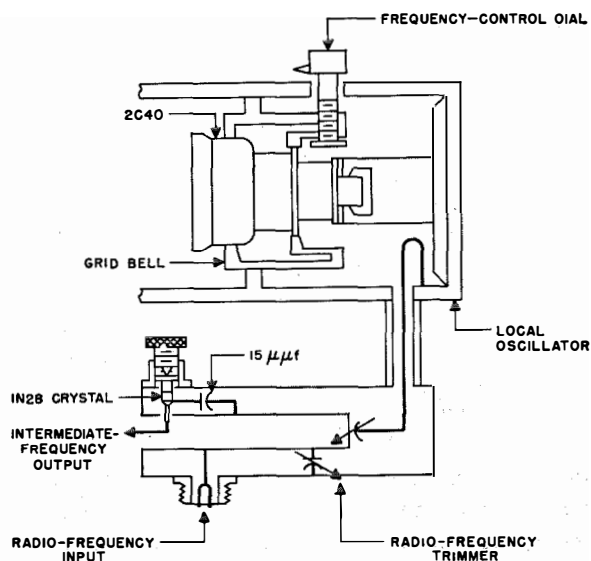 FREQUENCY-CONTROL OIAL
2C40
GRID BELL
LOCAL
OSCILLATOR
15 μμf
IN28 CRYSTAL
INTERMEDIATE-
FREQUENCY
OUTPUT
RADIO-FREQUENCY
INPUT
RADIO-FREQUENCY
TRIMMER